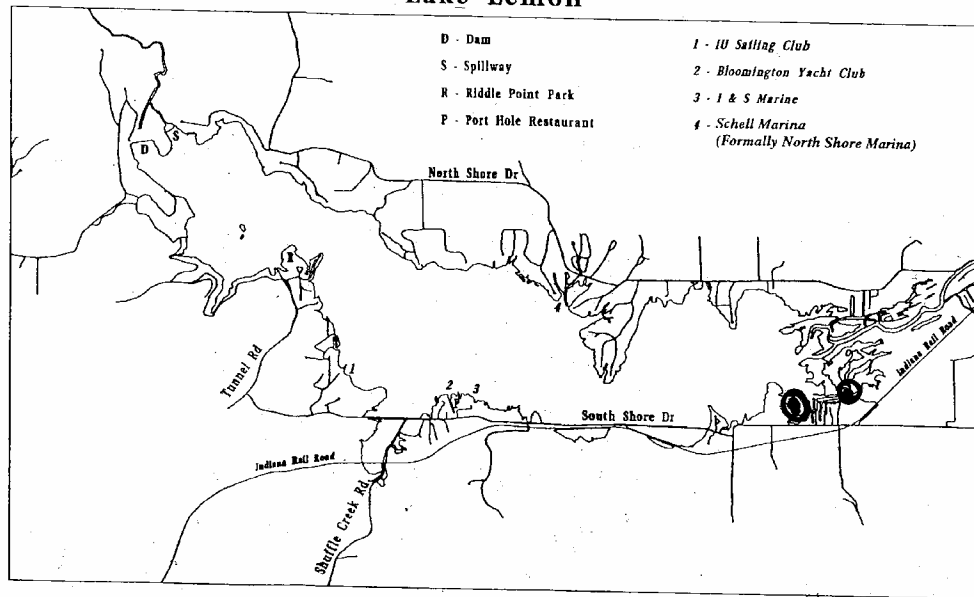 Lake Lemon
D - Dam
S - Spillway
R - Riddle Point Park
P - Port Hole Restaurant
1 - IU Sailing Club
2 - Bloomington Yacht Club
3 - I & S Marine
4 - Schell Marina
(Formally North Shore Marina)
S
D
North Shore Dr
R
4
Tunnel Rd
1
2
3
South Shore Dr
Indiana Rail Road
Indiana Rail Road
Shuffle Creek Rd